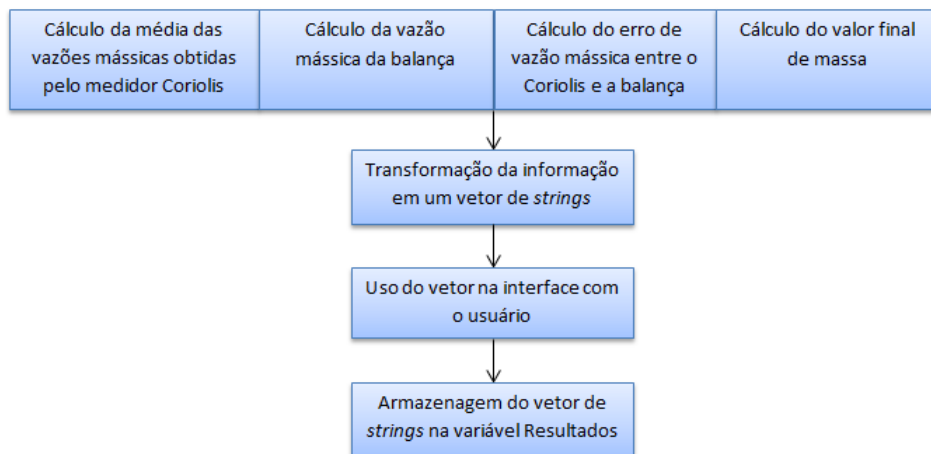 Cálculo da média das
vazões mássicas obtidas
pelo medidor Coriolis
Cálculo da vazão
mássica da balança
Cálculo do erro de
vazão mássica entre o
Coriolis e a balança
Cálculo do valor final
de massa
Transformação da informação
em um vetor de strings
Uso do vetor na interface com
o usuário
Armazenagem do vetor de
strings na variável Resultados